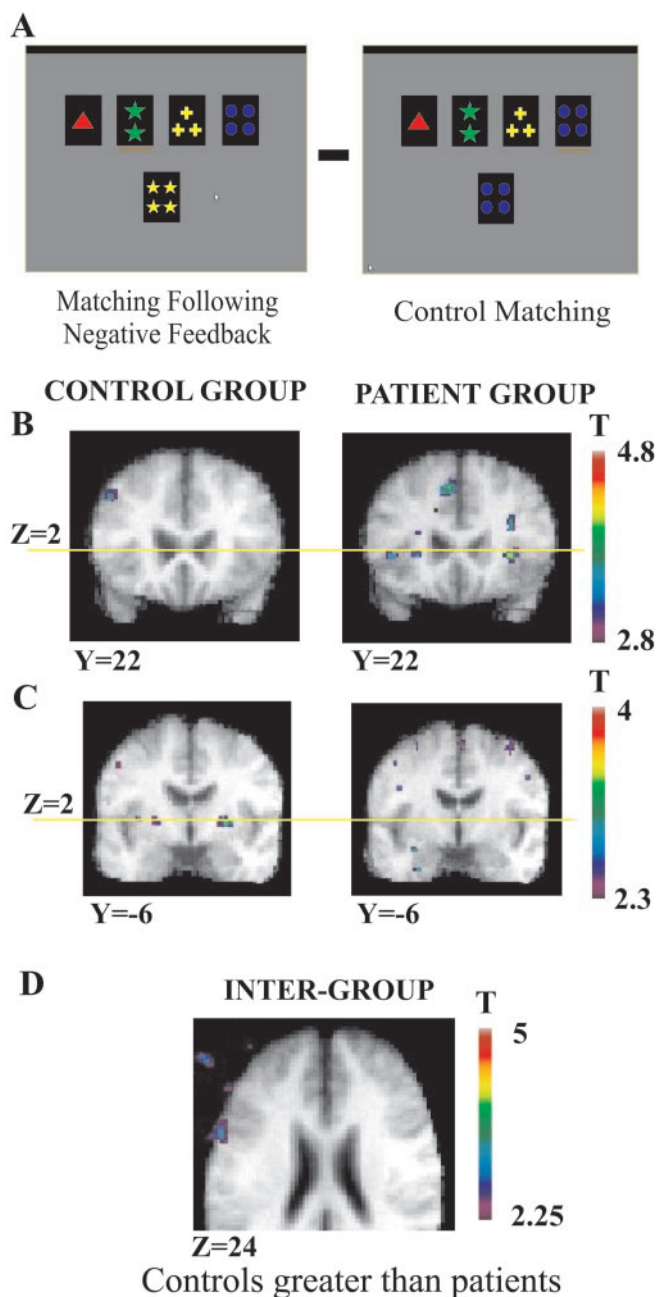 A
Matching Following
Negative Feedback
Control Matching
CONTROL GROUP
PATIENT GROUP
B
T
4.8
Z=2
2.8
Y=22
Y=22
C
T
4
Z=2
2.3
Y=-6
Y=-6
D
INTER-GROUP
T
5
2.25
Z=24
Controls greater than patients